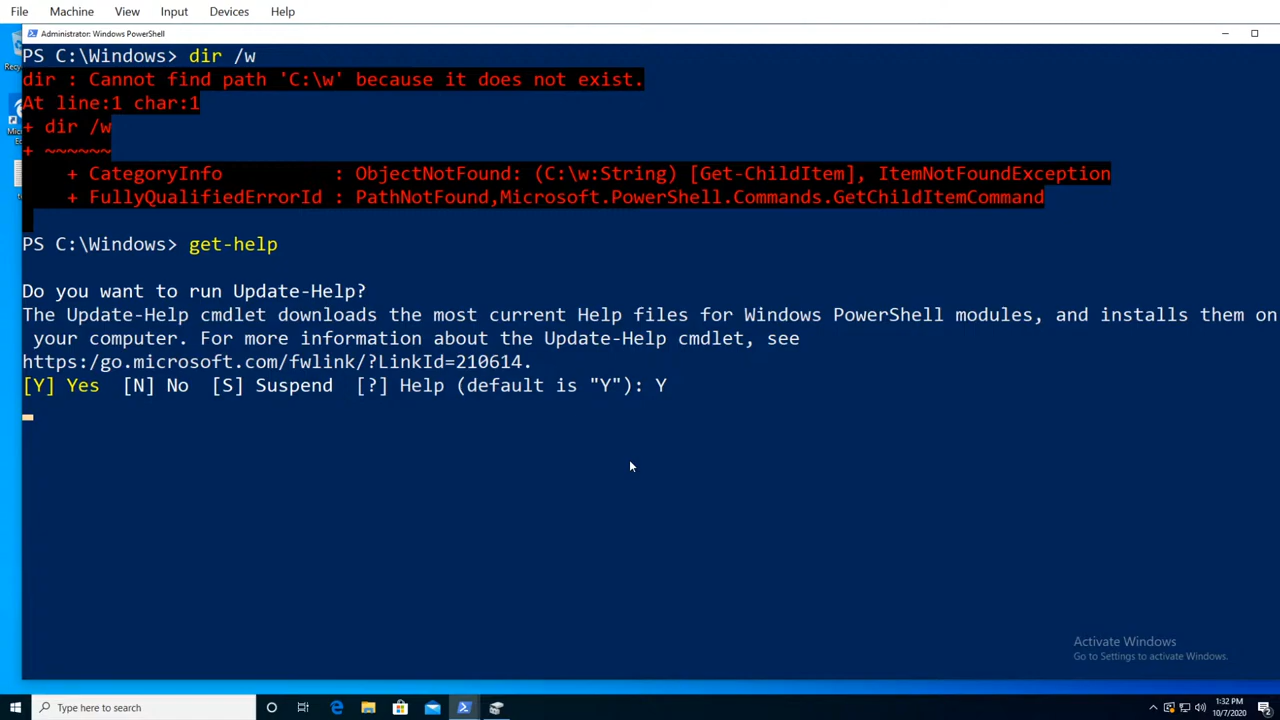 File Machine View Input Devices Help
Administrator: Windows PowerShell
PS C:\Windows> dir /w
dir : Cannot find path 'C:\w' because it does not exist.
At line:1 char:1
+ dir /w
+ ~~~~~~
+ CategoryInfo : ObjectNotFound: (C:\w:String) [Get-ChildItem], ItemNotFoundException
+ FullyQualifiedErrorId : PathNotFound,Microsoft.PowerShell.Commands.GetChildItemCommand
PS C:\Windows> get-help
Do you want to run Update-Help?
The Update-Help cmdlet downloads the most current Help files for Windows PowerShell modules, and installs them on
your computer. For more information about the Update-Help cmdlet, see
https:/go.microsoft.com/fwlink/?LinkId=210614.
[Y] Yes [N] No [S] Suspend [?] Help (default is "Y"): Y
Activate Windows
Go to Settings to activate Windows.
Type here to search
1:32 PM
10/7/2020
2